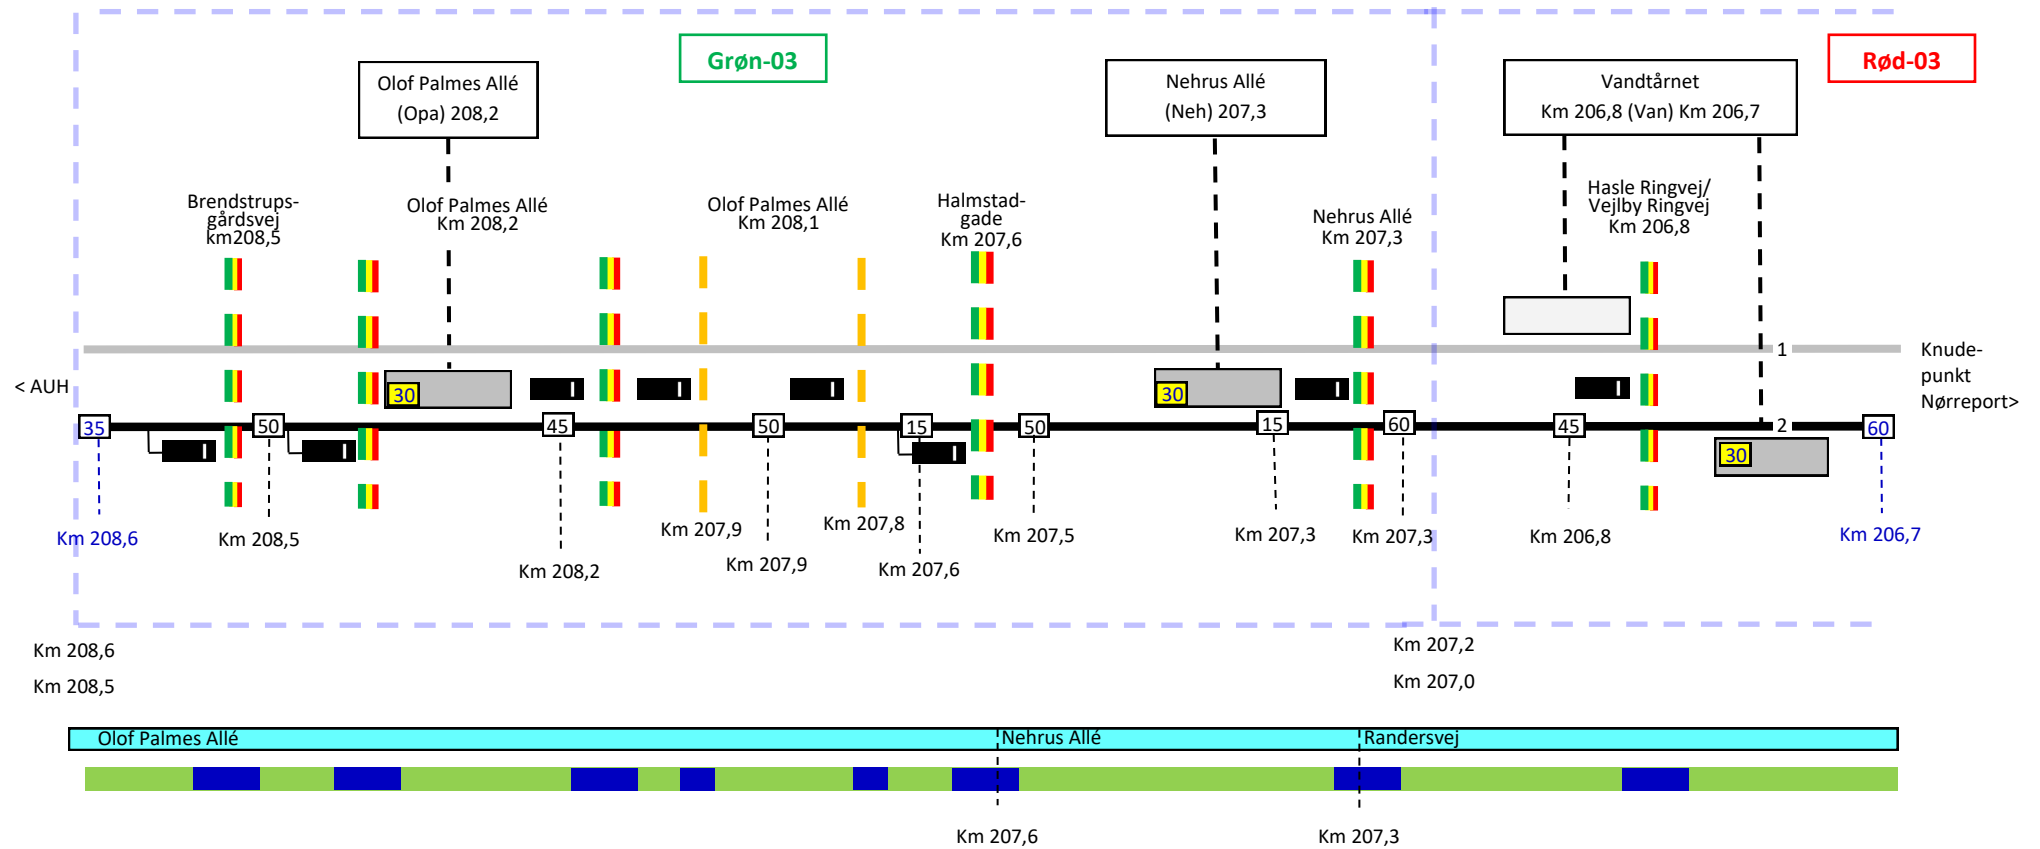 Grøn-03
Rød-03
Olof Palmes Allé
(Opa) 208,2
Nehrus Allé
(Neh) 207,3
Vandtårnet
Km 206,8 (Van) Km 206,7
Brendstrups-
gårdsvej
km208,5
Olof Palmes Allé
Km 208,2
Olof Palmes Allé
Km 208,1
Halmstad-
gade
Km 207,6
Nehrus Allé
Km 207,3
Hasle Ringvej/
Vejlby Ringvej
Km 206,8
1
Knude-
punkt
Nørreport>
< AUH
30
30
35
50
45
50
15
50
15
60
45
2
60
30
Km 208,6
Km 208,5
Km 208,2
Km 207,9
Km 207,9
Km 207,8
Km 207,6
Km 207,5
Km 207,3
Km 207,3
Km 206,8
Km 206,7
Km 208,6
Km 208,5
Km 207,2
Km 207,0
Olof Palmes Allé
Nehrus Allé
Randersvej
Km 207,6
Km 207,3